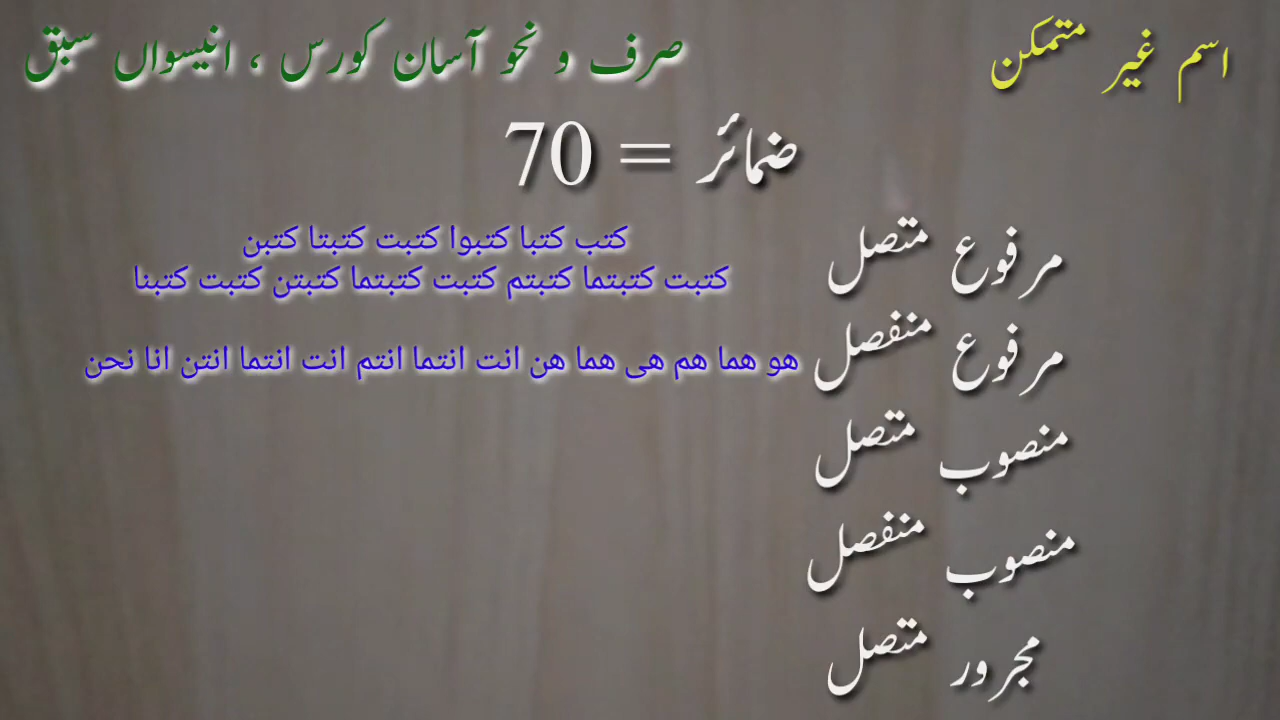 اسم غیر متمکن
صرف و نحو آسان کورس ، انیسواں سبق
ضمائر = 70
مرفوع متصل
کتب کتبا کتبوا کتبت کتبتا کتبن
کتبت کتبتما کتبتم کتبت کتبتما کتبتن کتبت کتبنا
مرفوع منفصل
هو هما هم هی هما هن انت انتما انتم انت انتما انتن انا نحن
منصوب متصل
منصوب منفصل
مجرور متصل